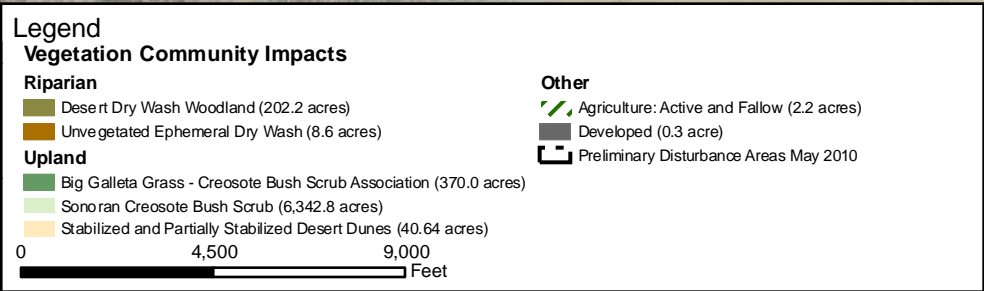 Legend
Vegetation Community Impacts
Riparian
Desert Dry Wash Woodland (202.2 acres)
Unvegetated Ephemeral Dry Wash (8.6 acres)
Upland
Big Galleta Grass - Creosote Bush Scrub Association (370.0 acres)
Sonoran Creosote Bush Scrub (6,342.8 acres)
Stabilized and Partially Stabilized Desert Dunes (40.64 acres)
Other
Agriculture: Active and Fallow (2.2 acres)
Developed (0.3 acre)
Preliminary Disturbance Areas May 2010
0 4,500 9,000
Feet